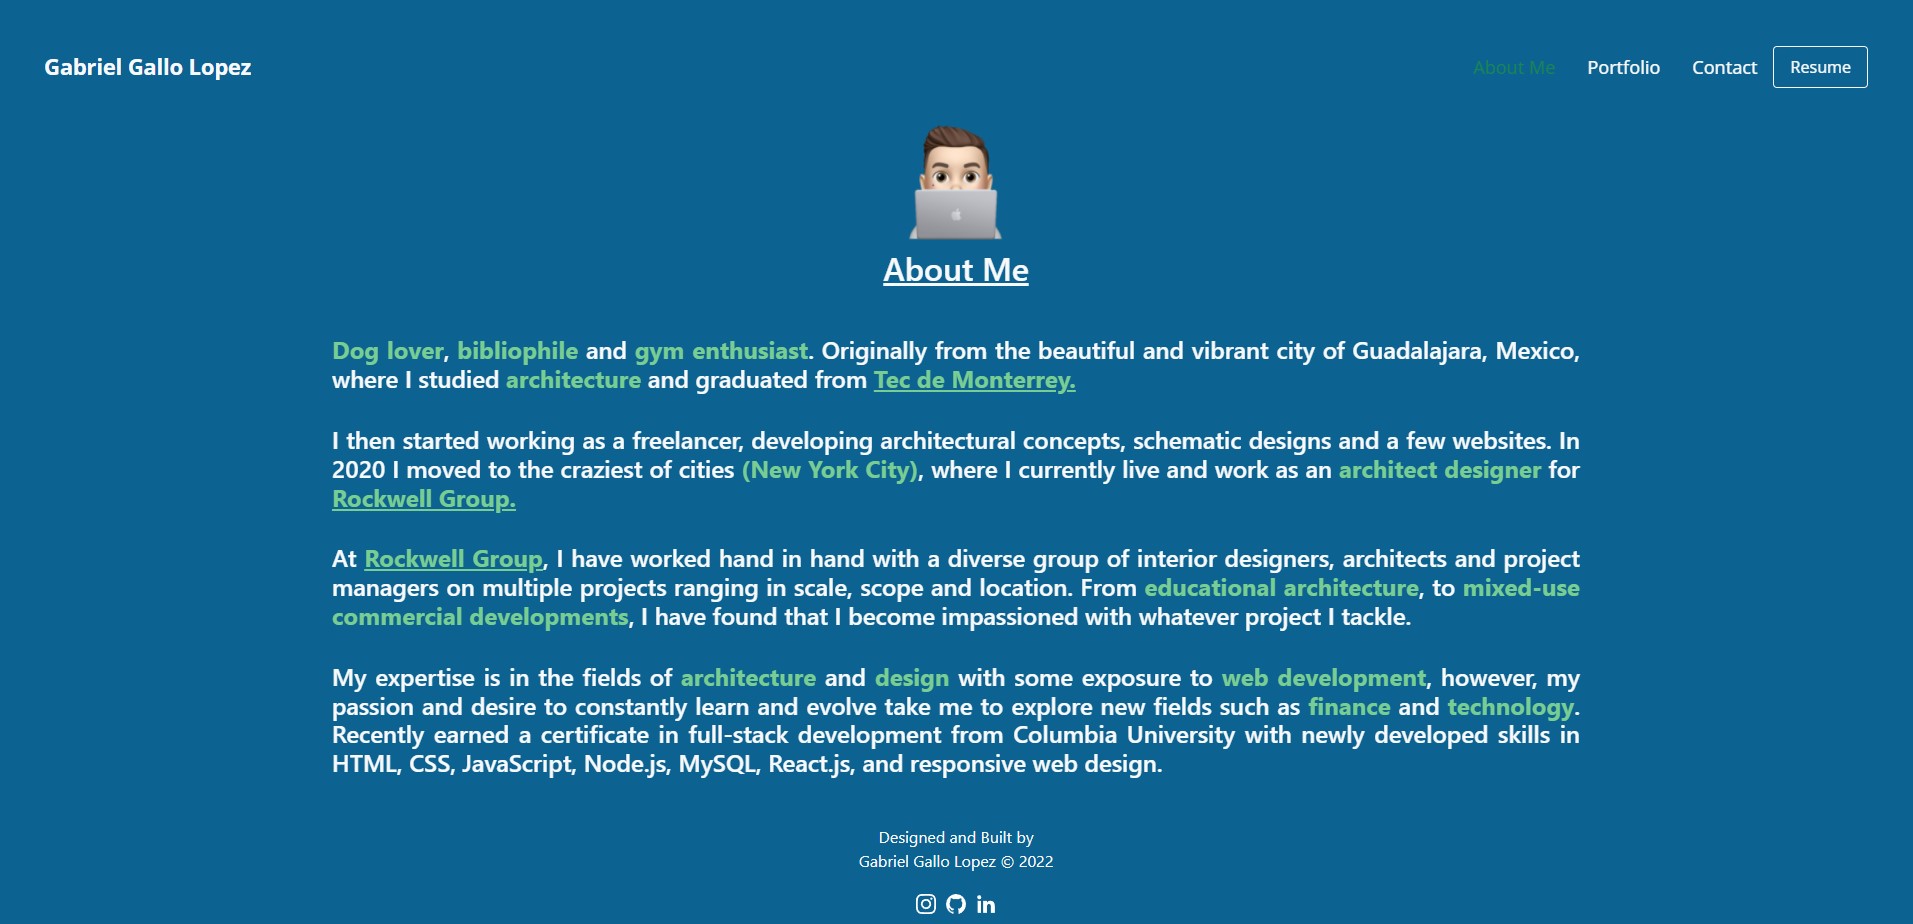 Gabriel Gallo Lopez
About Me Portfolio Contact Resume
About Me
Dog lover, bibliophile and gym enthusiast. Originally from the beautiful and vibrant city of Guadalajara, Mexico,
where I studied architecture and graduated from Tec de Monterrey.
I then started working as a freelancer, developing architectural concepts, schematic designs and a few websites. In
2020 I moved to the craziest of cities (New York City), where I currently live and work as an architect designer for
Rockwell Group.
At Rockwell Group, I have worked hand in hand with a diverse group of interior designers, architects and project
managers on multiple projects ranging in scale, scope and location. From educational architecture, to mixed-use
commercial developments, I have found that I become impassioned with whatever project I tackle.
My expertise is in the fields of architecture and design with some exposure to web development, however, my
passion and desire to constantly learn and evolve take me to explore new fields such as finance and technology.
Recently earned a certificate in full-stack development from Columbia University with newly developed skills in
HTML, CSS, JavaScript, Node.js, MySQL, React.js, and responsive web design.
Designed and Built by
Gabriel Gallo Lopez © 2022